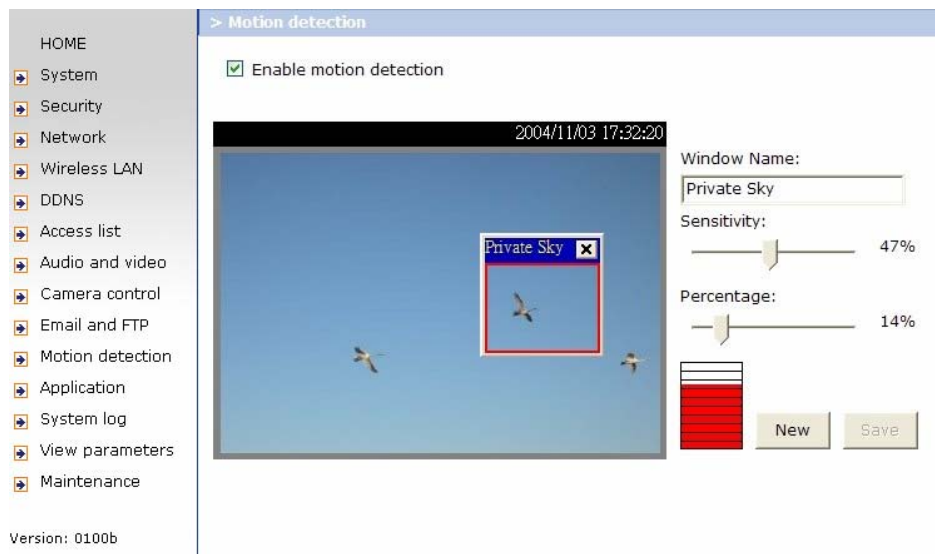 > Motion detection
HOME
System
Security
Network
Wireless LAN
DDNS
Access list
Audio and video
Camera control
Email and FTP
Motion detection
Application
System log
View parameters
Maintenance
Version: 0100b
Enable motion detection
2004/11/03 17:32:20
Private Sky
Window Name:
Private Sky
Sensitivity:
47%
Percentage:
14%
New
Save